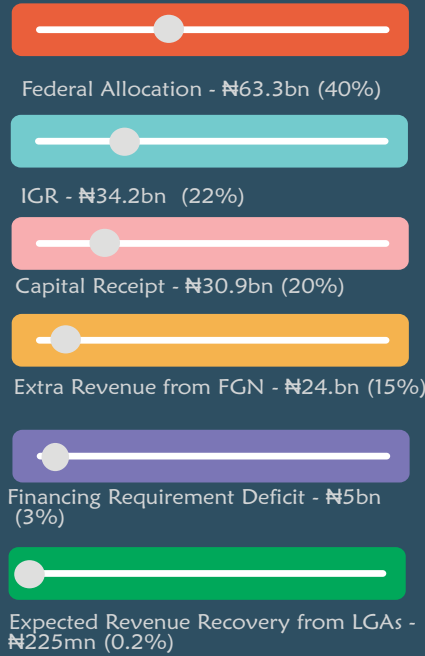 Federal Allocation - ₦63.3bn (40%)
IGR - ₦34.2bn (22%)
Capital Receipt - ₦30.9bn (20%)
Extra Revenue from FGN - ₦24.bn (15%)
Financing Requirement Deficit - ₦5bn
(3%)
Expected Revenue Recovery from LGAs -
₦225mn (0.2%)